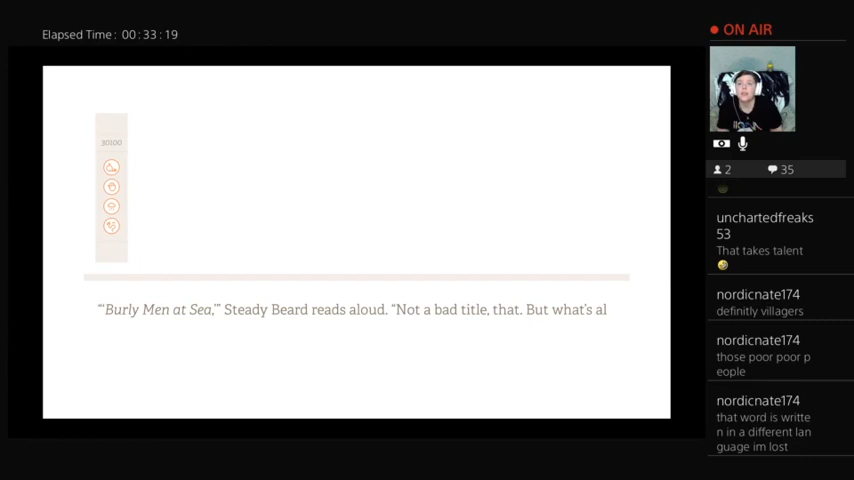 Elapsed Time: 00:33:19
ON AIR
30100
2
35
unchartedfreaks
53
That takes talent
nordicnate174
definitly villagers
nordicnate174
those poor poor p
eople
nordicnate174
that word is writte
n in a different lan
guage im lost
“‘Burly Men at Sea,’” Steady Beard reads aloud. “Not a bad title, that. But what’s al